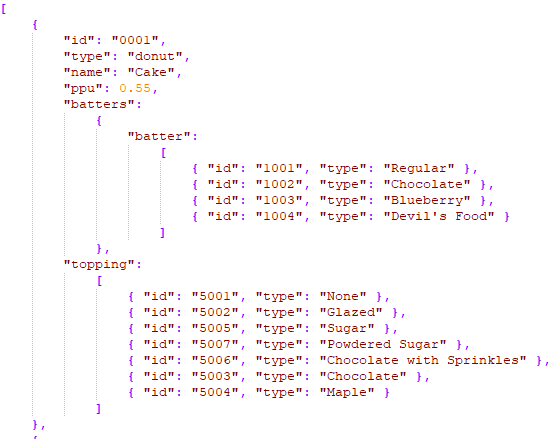 [
    {
        "id": "0001",
        "type": "donut",
        "name": "Cake",
        "ppu": 0.55,
        "batters":
            {
                "batter":
                    [
                        { "id": "1001", "type": "Regular" },
                        { "id": "1002", "type": "Chocolate" },
                        { "id": "1003", "type": "Blueberry" },
                        { "id": "1004", "type": "Devil's Food" }
                    ]
            },
        "topping":
            [
                { "id": "5001", "type": "None" },
                { "id": "5002", "type": "Glazed" },
                { "id": "5005", "type": "Sugar" },
                { "id": "5007", "type": "Powdered Sugar" },
                { "id": "5006", "type": "Chocolate with Sprinkles" },
                { "id": "5003", "type": "Chocolate" },
                { "id": "5004", "type": "Maple" }
            ]
    },